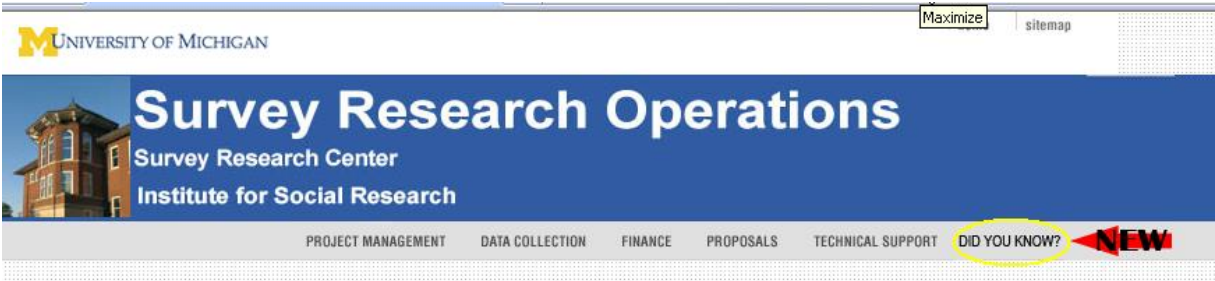 Maximize
sitemap
UNIVERSITY OF MICHIGAN
Survey Research Operations
Survey Research Center
Institute for Social Research
PROJECT MANAGEMENT DATA COLLECTION FINANCE PROPOSALS TECHNICAL SUPPORT DID YOU KNOW? NEW